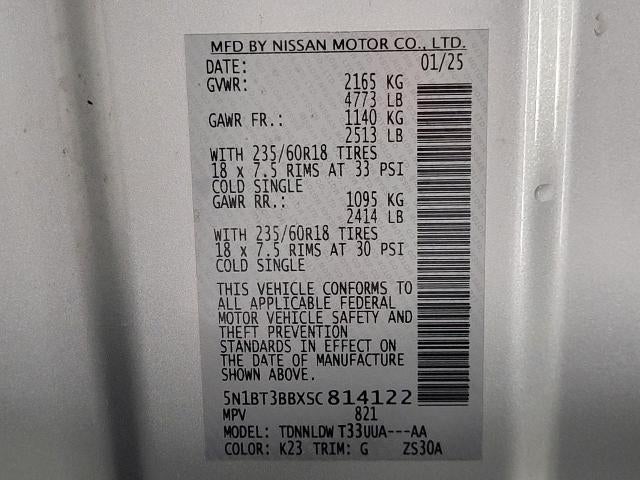 MFD BY NISSAN MOTOR CO., LTD.
DATE: 01/25
GVWR: 2165 KG
4773 LB
GAWR FR.: 1140 KG
2513 LB
WITH 235/60R18 TIRES
18 x 7.5 RIMS AT 33 PSI
COLD SINGLE
GAWR RR.: 1095 KG
2414 LB
WITH 235/60R18 TIRES
18 x 7.5 RIMS AT 30 PSI
COLD SINGLE
THIS VEHICLE CONFORMS TO
ALL APPLICABLE FEDERAL
MOTOR VEHICLE SAFETY AND
THEFT PREVENTION
STANDARDS IN EFFECT ON
THE DATE OF MANUFACTURE
SHOWN ABOVE.
5N1BT3BBXSC814122
MPV 821
MODEL: TDNNLDW T33UUA---AA
COLOR: K23 TRIM: G ZS30A